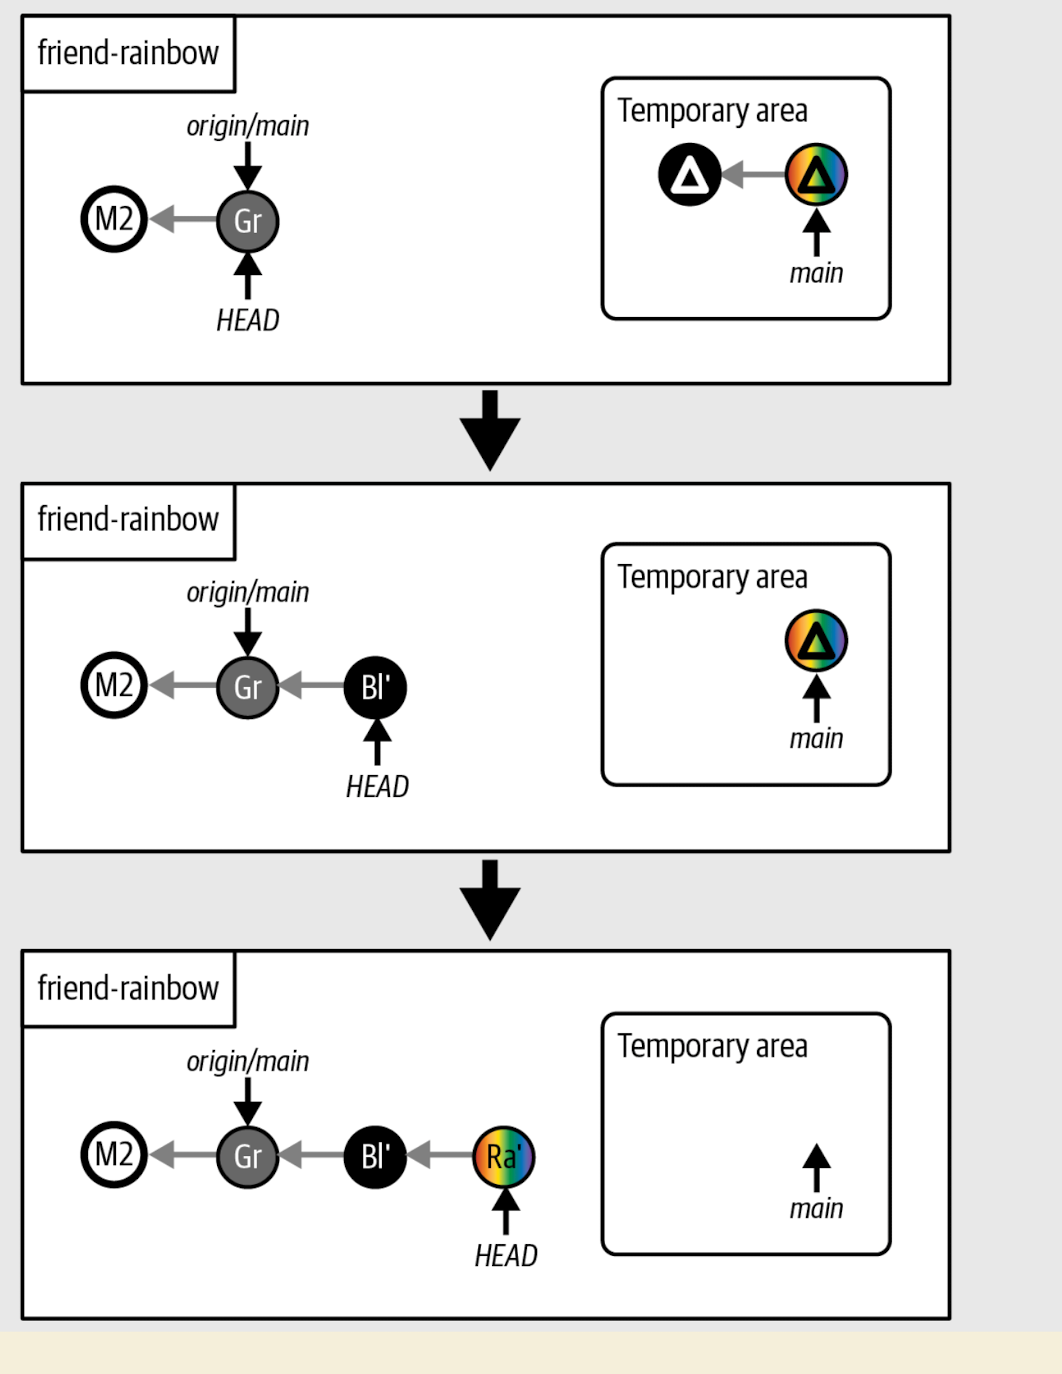 friend-rainbow
Temporary area
origin/main
M2
Gr
main
HEAD
friend-rainbow
Temporary area
origin/main
M2
Gr
Bl'
main
HEAD
friend-rainbow
Temporary area
origin/main
M2
Gr
Bl'
Ra'
main
HEAD